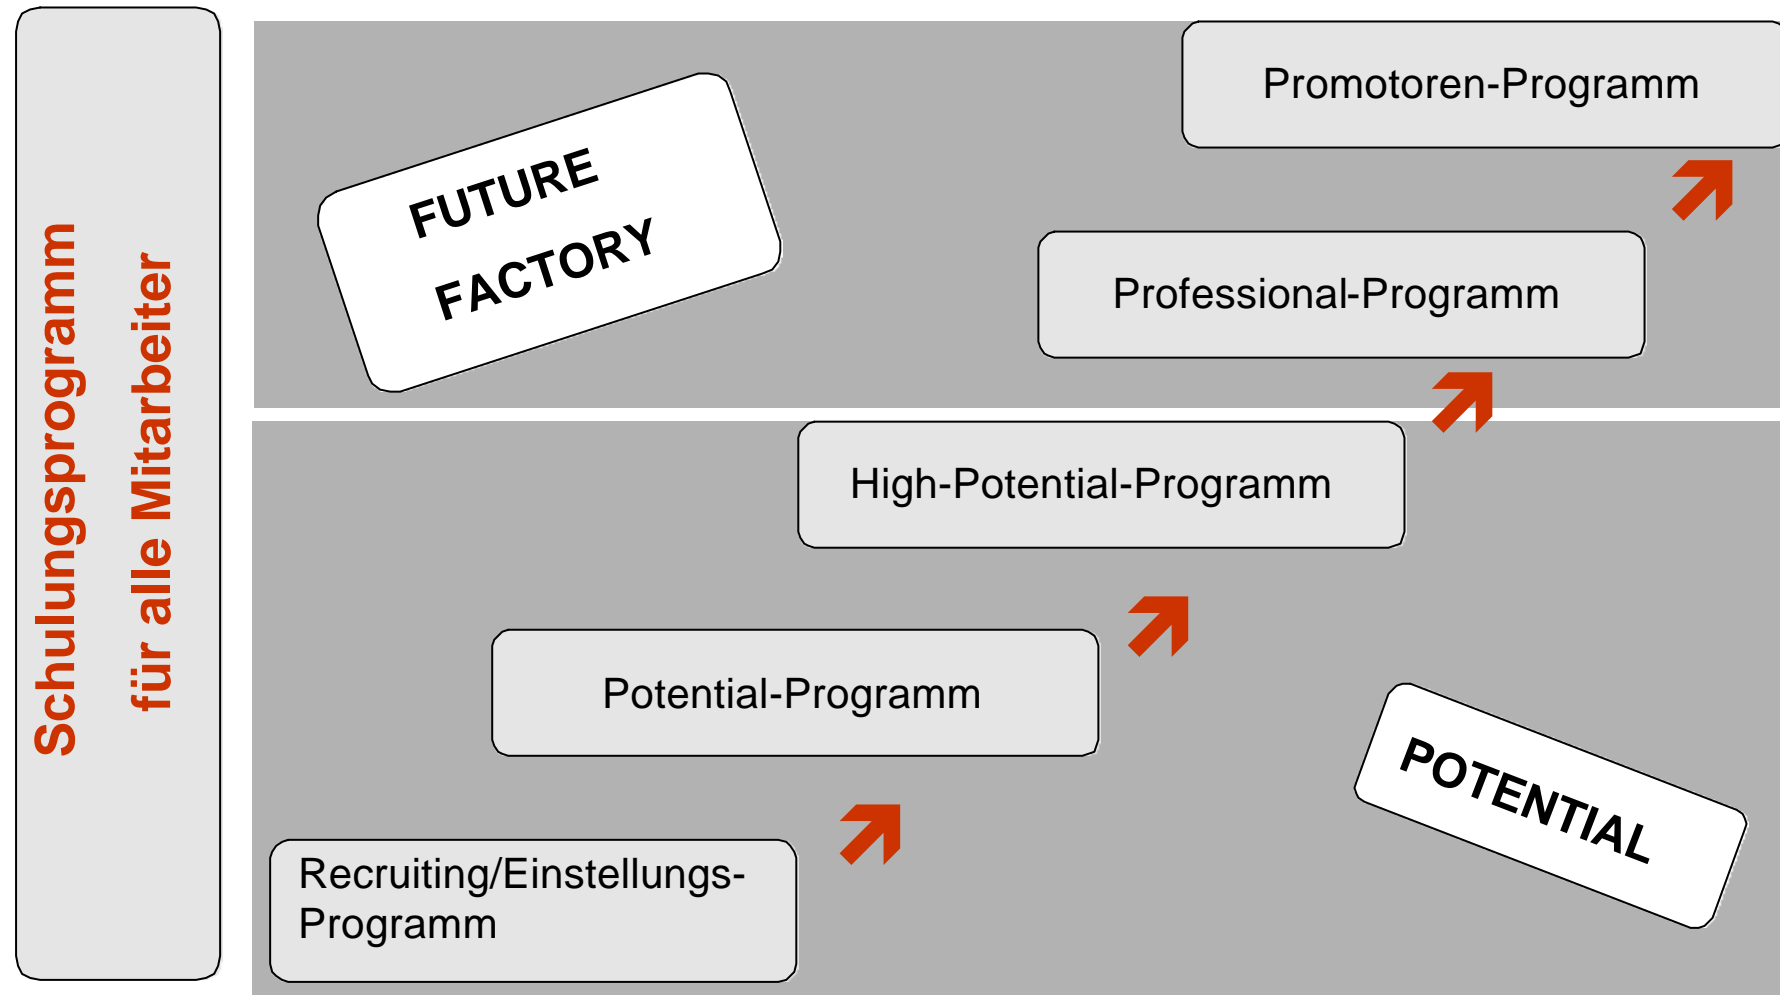 Schulungsprogramm
für alle Mitarbeiter
Promotoren-Programm
FUTURE
FACTORY
Professional-Programm
High-Potential-Programm
Potential-Programm
POTENTIAL
Recruiting/Einstellungs-
Programm